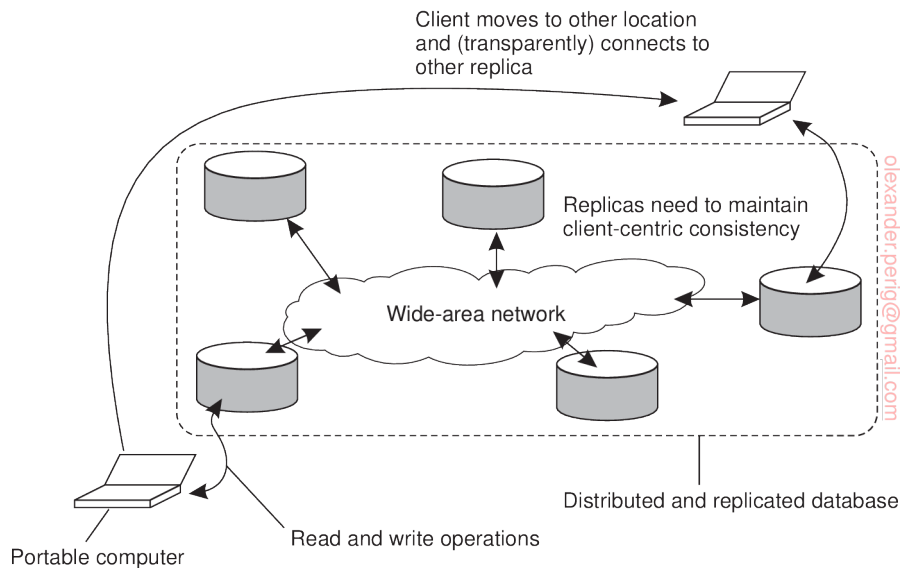 Client moves to other location
and (transparently) connects to
other replica
Replicas need to maintain
client-centric consistency
Wide-area network
Distributed and replicated database
Read and write operations
Portable computer
olexander.perig@gmail.com